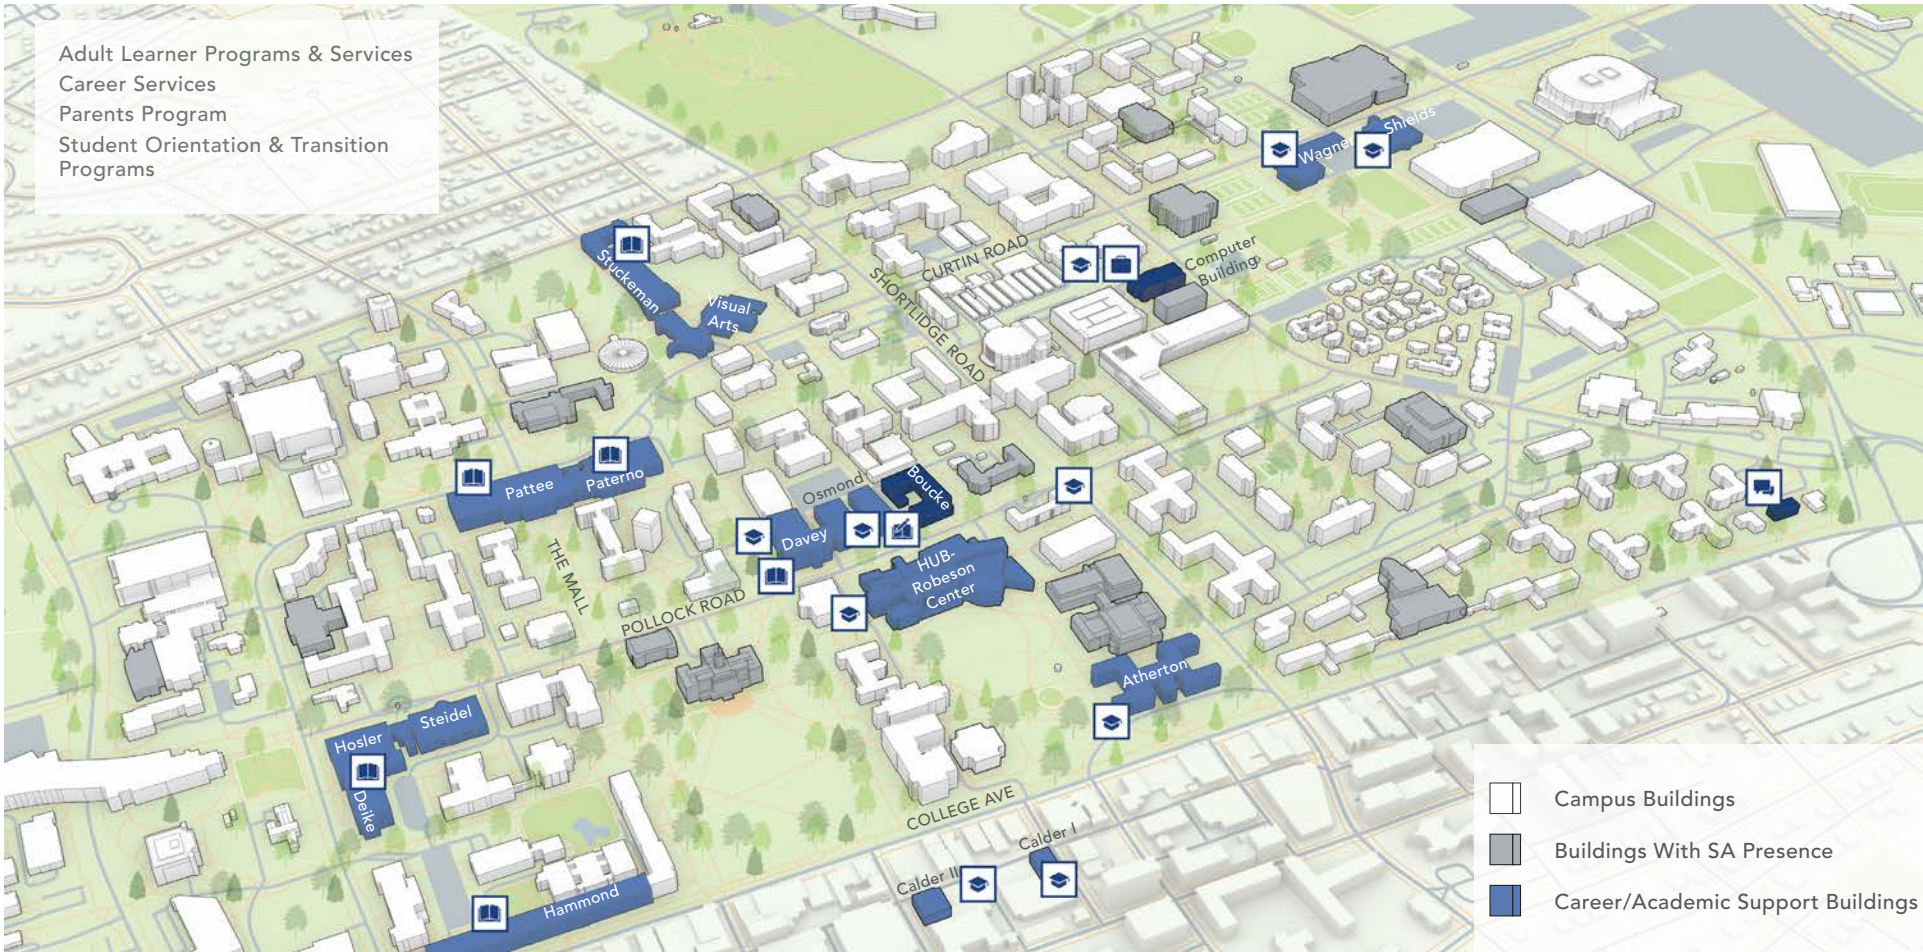 Adult Learner Programs & Services
Career Services
Parents Program
Student Orientation & Transition
Programs
Shields
Wagner
Computer
Building
CURTIN ROAD
SHORTLIDGE ROAD
Stuckeman
Visual
Arts
Pattee
Paterno
Osmond
Boucke
Davey
HUB-
Robeson
Center
THE MALL
POLLOCK ROAD
Atherton
Steidel
Hosler
Deike
COLLEGE AVE
Calder I
Calder II
Hammond
Campus Buildings
Buildings With SA Presence
Career/Academic Support Buildings